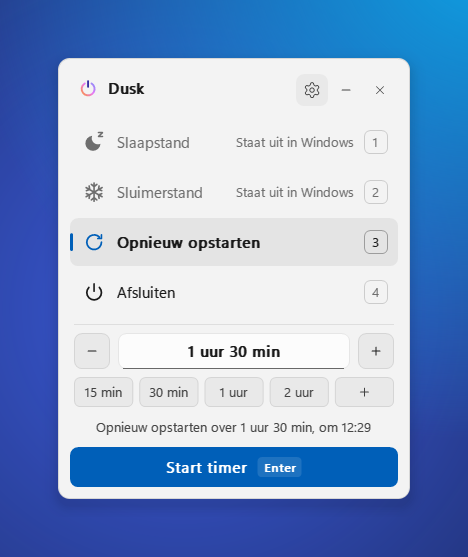 Dusk
Slaapstand Staat uit in Windows 1
Sluimerstand Staat uit in Windows 2
Opnieuw opstarten 3
Afsluiten 4
− 1 uur 30 min +
15 min 30 min 1 uur 2 uur +
Opnieuw opstarten over 1 uur 30 min, om 12:29
Start timer Enter